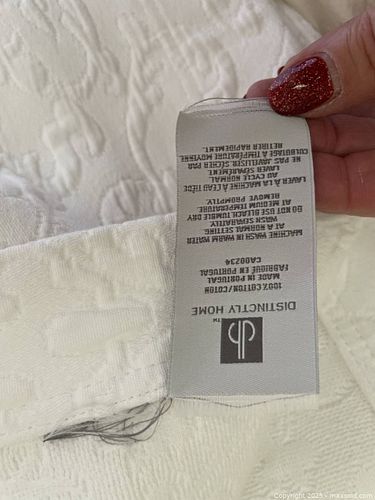 DISTINCTLY HOME™
100% COTTON/COTON
MADE IN PORTUGAL
FABRIQUÉ EN PORTUGAL
CA00234
MACHINE WASH IN WARM WATER
AT A NORMAL SETTING.
WASH SEPARATELY.
DO NOT USE BLEACH. TUMBLE DRY
AT MEDIUM TEMPERATURE.
REMOVE PROMPTLY.
LAVER À LA MACHINE À L'EAU TIÈDE
AU CYCLE NORMAL.
LAVER SÉPARÉMENT.
NE PAS JAVELLISER. SÉCHER PAR
CULBUTAGE À TEMPÉRATURE MOYENNE.
RETIRER RAPIDEMENT.
Copyright 2025 - maxsold.com